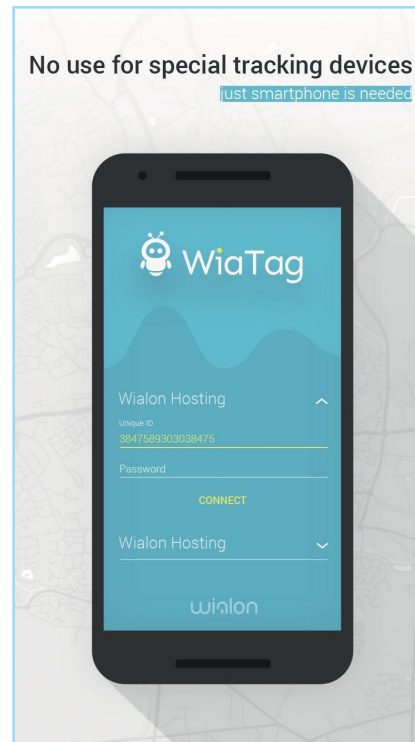 No use for special tracking devices
just smartphone is needed
WiaTag
Wialon Hosting
Unique ID
3847589303038475
Password
CONNECT
Wialon Hosting
wialon